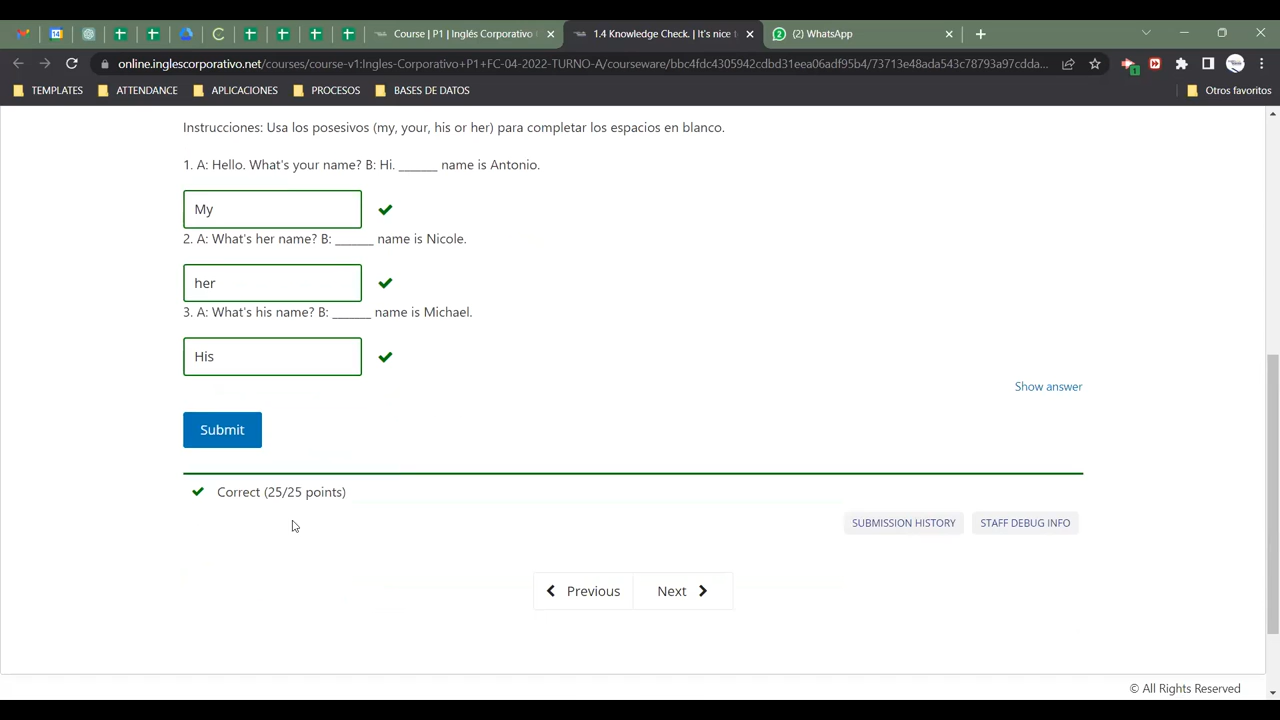 14
Course | P1 | Inglés Corporativo
1.4 Knowledge Check. | It's nice t
2
(2) WhatsApp
online.inglescorporativo.net/courses/course-v1:Ingles-Corporativo+P1+FC-04-2022-TURNO-A/courseware/bbc4fdc4305942cdbd31eea06adf95b4/73713e48ada543c78793a97cdda...
1
TEMPLATES
ATTENDANCE
APLICACIONES
PROCESOS
BASES DE DATOS
Otros favoritos
Instrucciones: Usa los posesivos (my, your, his or her) para completar los espacios en blanco.
1. A: Hello. What's your name? B: Hi. ______ name is Antonio.
My
2. A: What's her name? B: ______ name is Nicole.
her
3. A: What's his name? B: ______ name is Michael.
His
Show answer
Submit
Correct (25/25 points)
SUBMISSION HISTORY
STAFF DEBUG INFO
Previous
Next
© All Rights Reserved